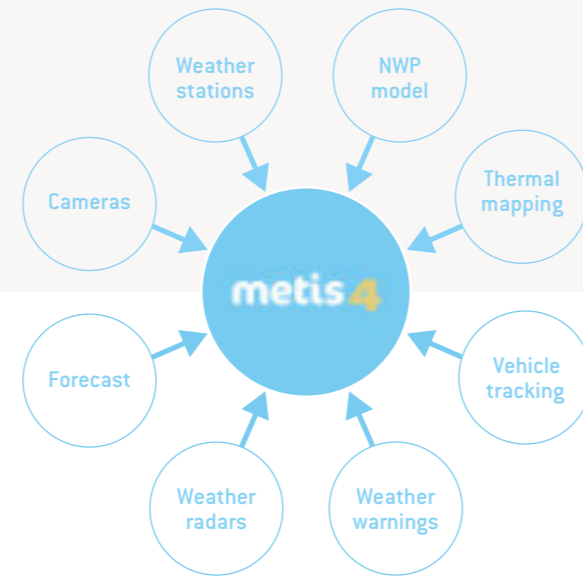 Weather
stations
NWP
model
Cameras
Thermal
mapping
metis4
Forecast
Vehicle
tracking
Weather
radars
Weather
warnings